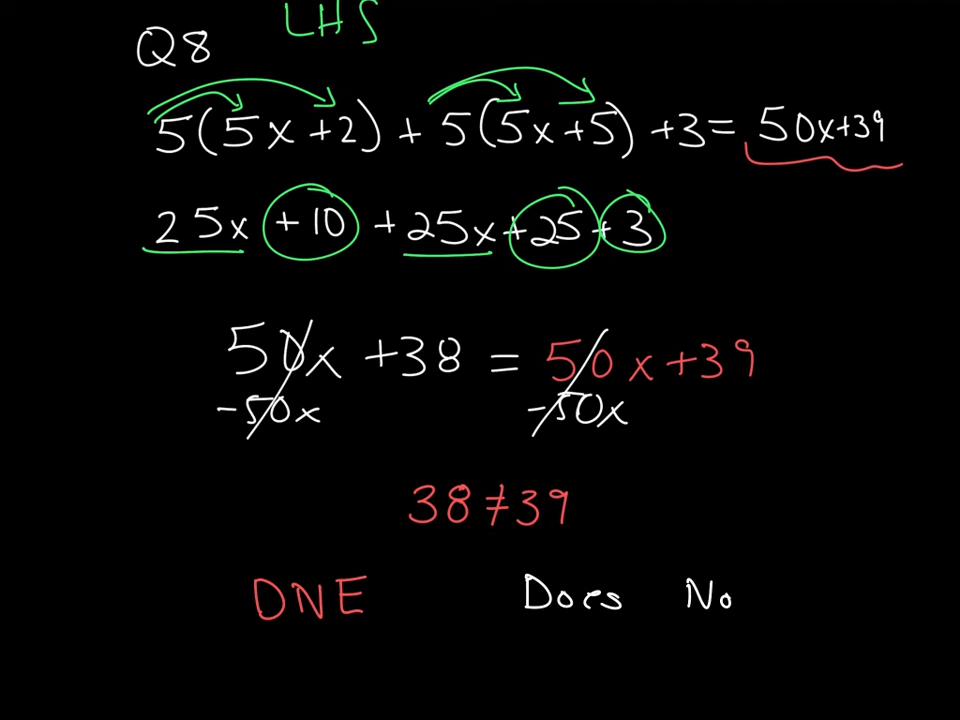 LHS
Q8
5(5x+2) + 5(5x+5) +3= 50x+39
25x +10 + 25x +25 +3
50x +38 = 50x+39
-50x -50x
38≠39
DNE Does No